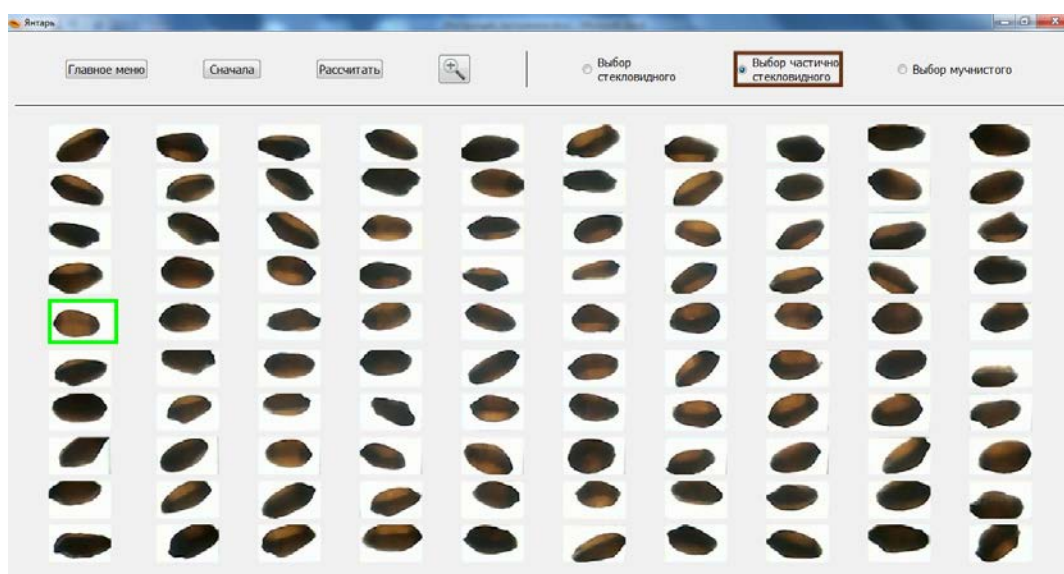 Янтарь
Главное меню
Сначала
Рассчитать
Выбор
стекловидного
Выбор частично
стекловидного
Выбор мучнистого